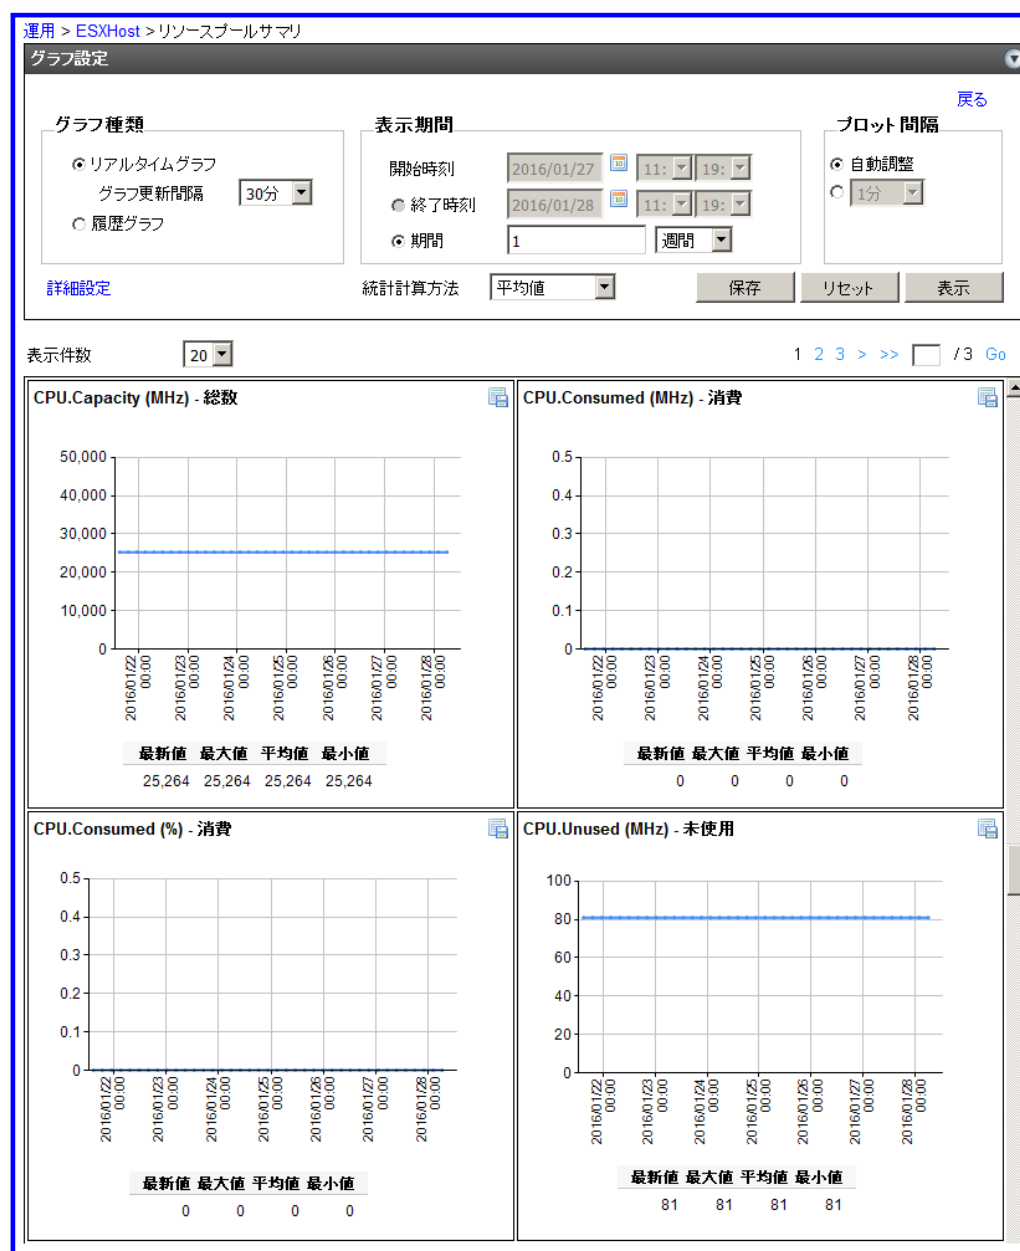 運用 > ESXHost > リソースプールサマリ
グラフ設定
戻る
グラフ種類
リアルタイムグラフ
グラフ更新間隔 30分
履歴グラフ
表示期間
開始時刻 2016/01/27 11: 19:
終了時刻 2016/01/28 11: 19:
期間 1 週間
プロット間隔
自動調整
1分
詳細設定 統計計算方法 平均値 保存 リセット 表示
表示件数 20 1 2 3 > >> /3 Go
CPU.Capacity (MHz) - 総数
50,000
40,000
30,000
20,000
10,000
0
2016/01/22 00:00
2016/01/23 00:00
2016/01/24 00:00
2016/01/25 00:00
2016/01/26 00:00
2016/01/27 00:00
2016/01/28 00:00
最新値 最大値 平均値 最小値
25,264 25,264 25,264 25,264
CPU.Consumed (MHz) - 消費
0.5
0.4
0.3
0.2
0.1
0
2016/01/22 00:00
2016/01/23 00:00
2016/01/24 00:00
2016/01/25 00:00
2016/01/26 00:00
2016/01/27 00:00
2016/01/28 00:00
最新値 最大値 平均値 最小値
0 0 0 0
CPU.Consumed (%) - 消費
0.5
0.4
0.3
0.2
0.1
0
2016/01/22 00:00
2016/01/23 00:00
2016/01/24 00:00
2016/01/25 00:00
2016/01/26 00:00
2016/01/27 00:00
2016/01/28 00:00
最新値 最大値 平均値 最小値
0 0 0 0
CPU.Unused (MHz) - 未使用
100
80
60
40
20
0
2016/01/22 00:00
2016/01/23 00:00
2016/01/24 00:00
2016/01/25 00:00
2016/01/26 00:00
2016/01/27 00:00
2016/01/28 00:00
最新値 最大値 平均値 最小値
81 81 81 81